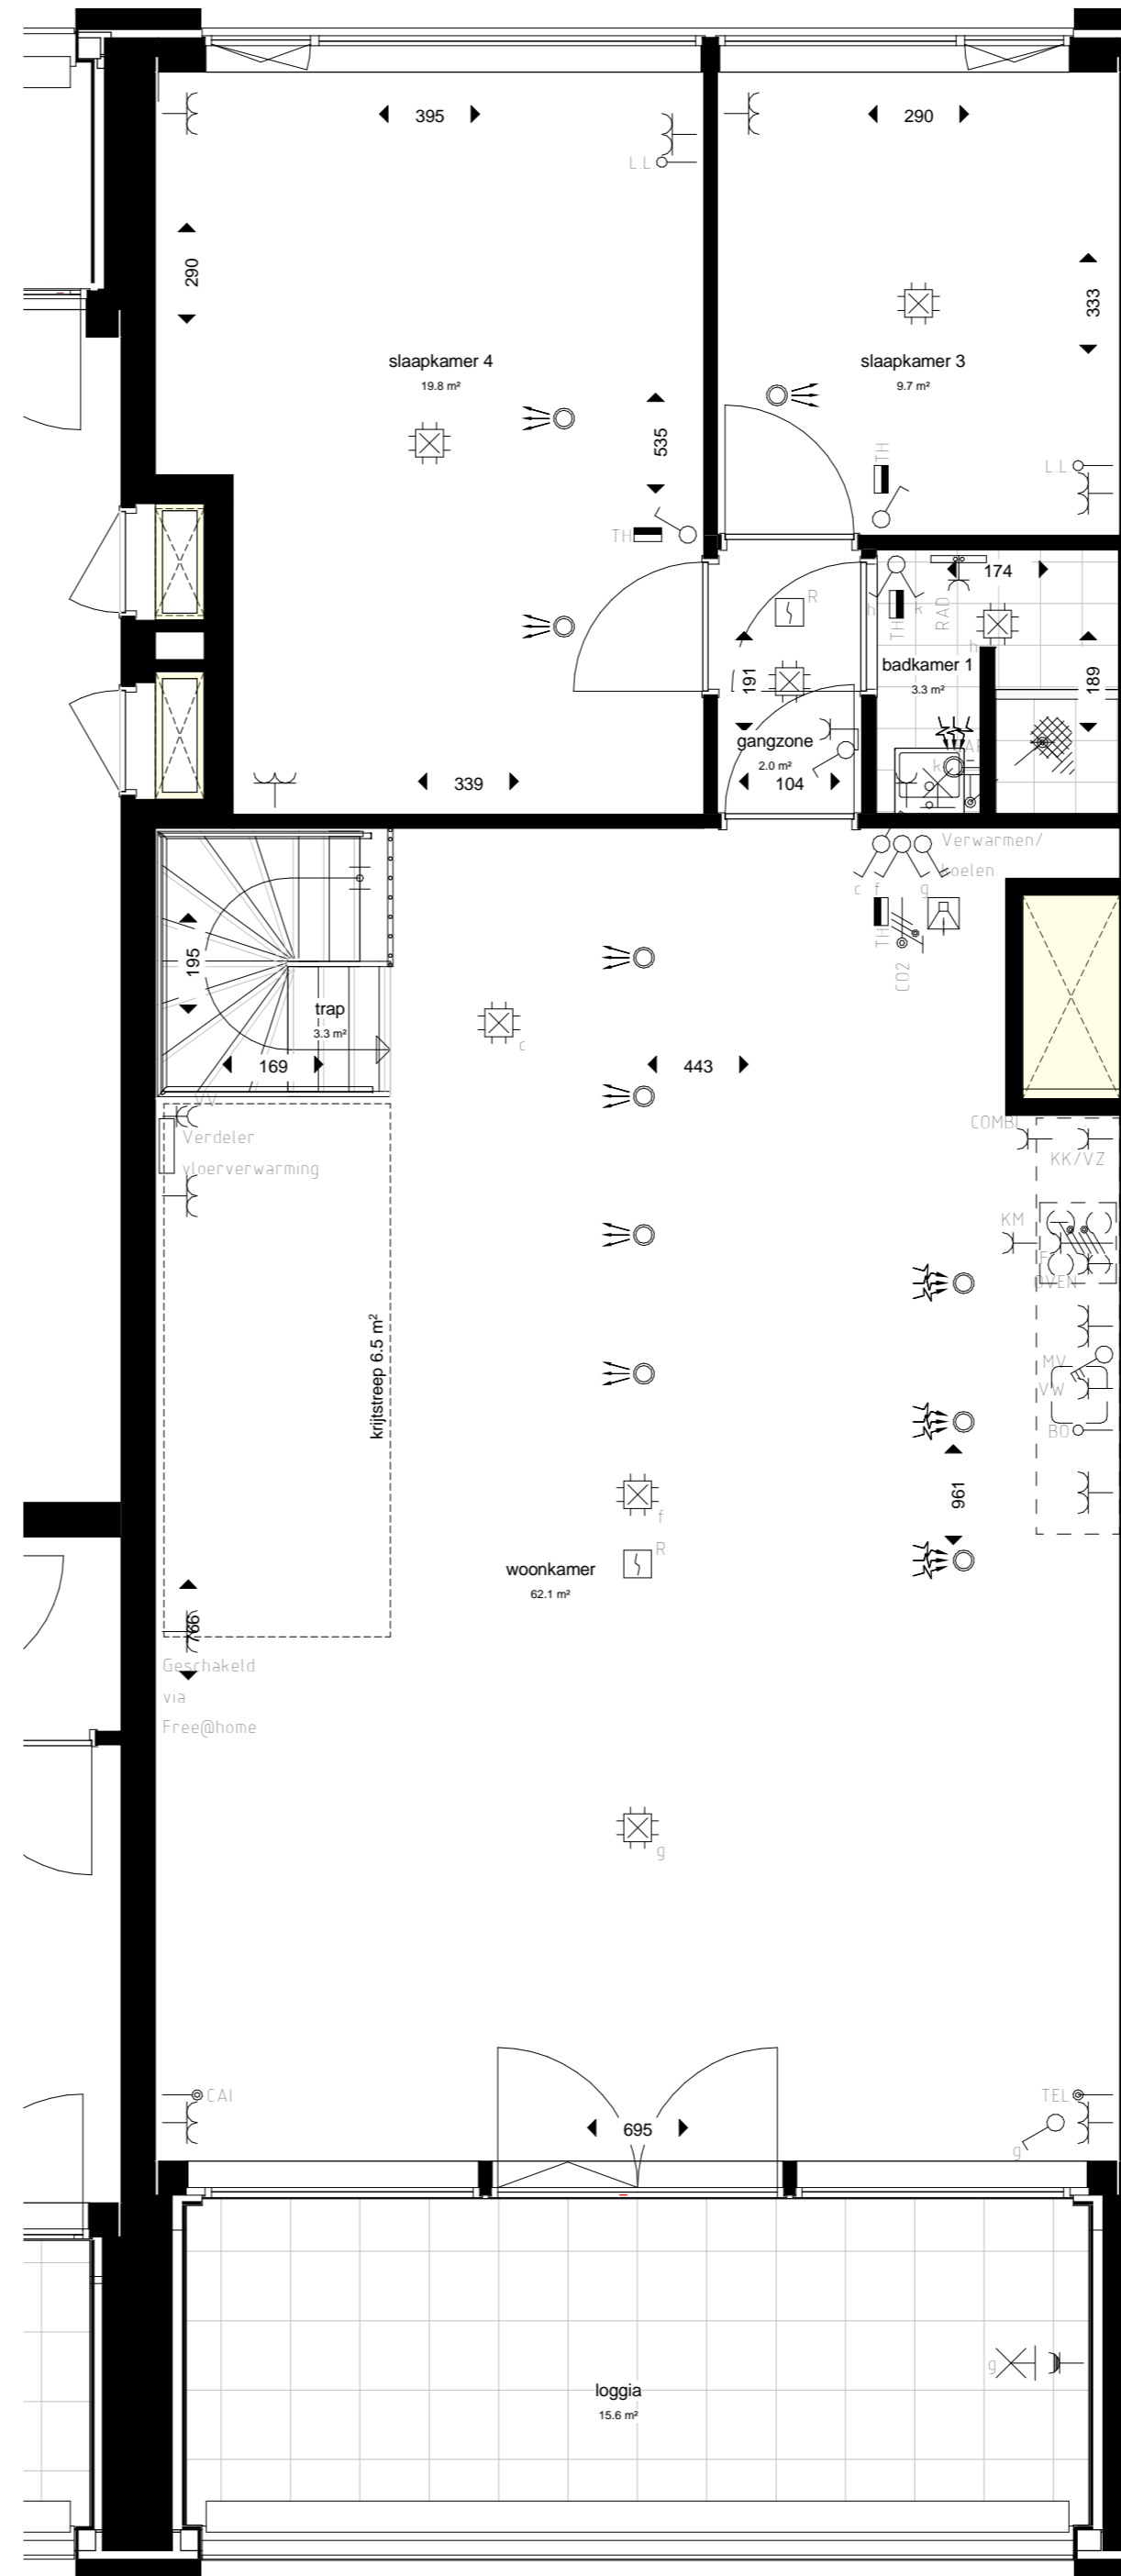 395
290
L.L.
290
333
slaapkamer 4
19.8 m²
slaapkamer 3
9.7 m²
535
TH
L.L.
TH
174
R
h
k
TH
RAD
h
badkamer 1
3.3 m²
191
189
gangzone
2.0 m²
k
339
104
Verwarmen/
koelen
c f g
TH
CO2
195
trap
3.3 m²
c
169
443
VV
Verdeler
vloerverwarming
COMBI
KK/VZ
KM
OVEN
krijtstreep 6.5 m²
MV
VW
BO
961
f
R
woonkamer
62.1 m²
766
Geschakeld
via
Free@home
g
CAI
TEL
695
g
g
loggia
15.6 m²